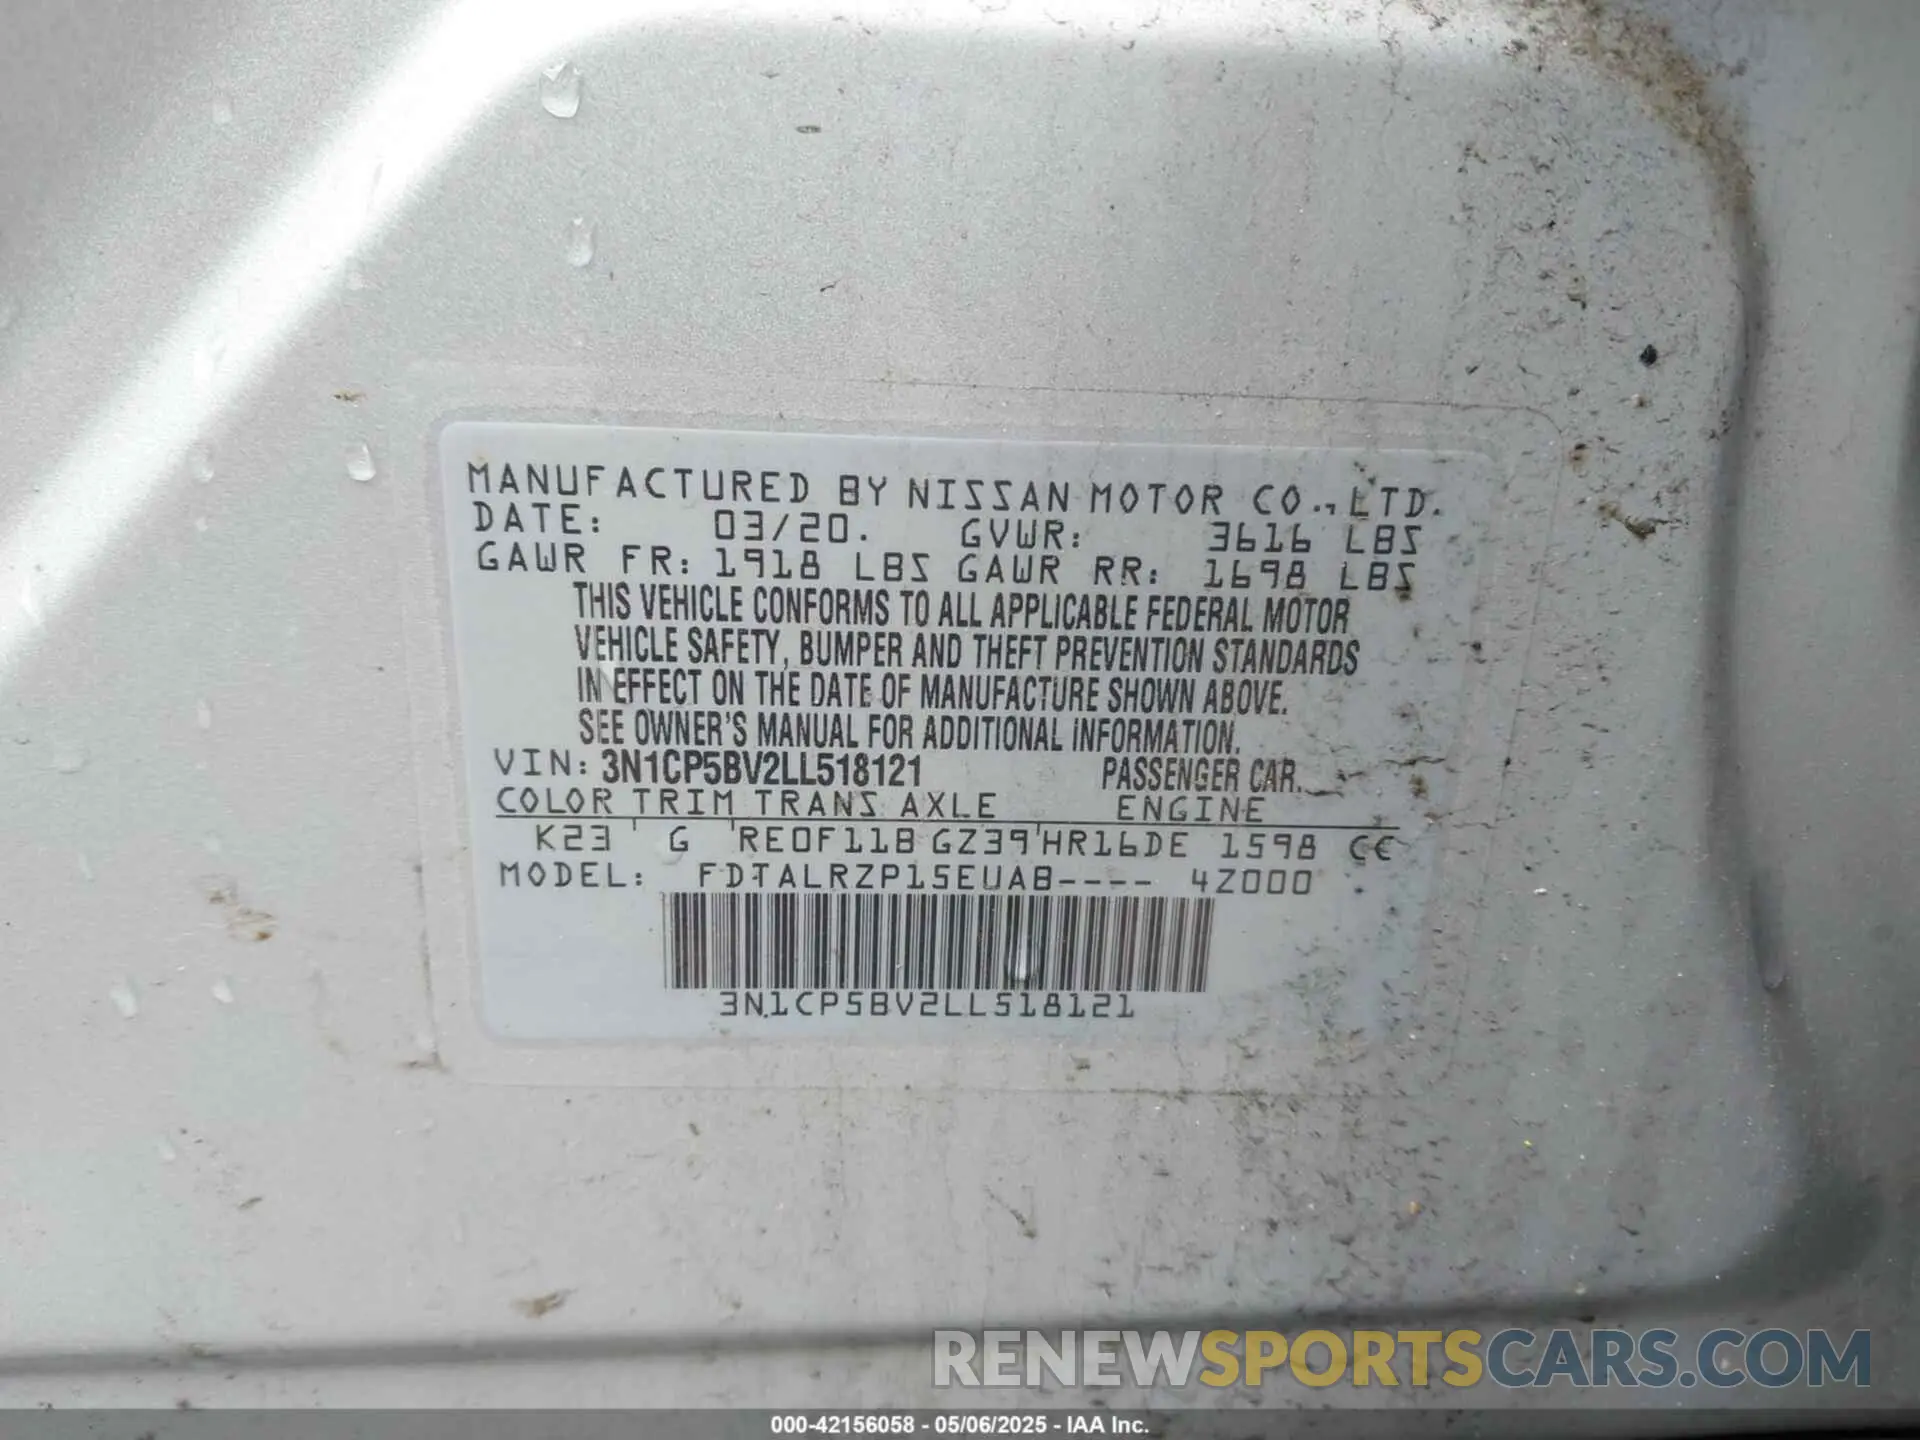 MANUFACTURED BY NISSAN MOTOR CO., LTD.
DATE: 03/20. GVWR: 3616 LBS
GAWR FR: 1918 LBS GAWR RR: 1698 LBS
THIS VEHICLE CONFORMS TO ALL APPLICABLE FEDERAL MOTOR
VEHICLE SAFETY, BUMPER AND THEFT PREVENTION STANDARDS
IN EFFECT ON THE DATE OF MANUFACTURE SHOWN ABOVE.
SEE OWNER'S MANUAL FOR ADDITIONAL INFORMATION.
VIN: 3N1CP5BV2LL518121 PASSENGER CAR.
COLOR TRIM TRANS AXLE ENGINE
K23 G RE0F11B GZ39 HR16DE 1598 CC
MODEL: FDTALRZP15EUAB---- 4Z000
3N1CP5BV2LL518121
RENEWSPORTSCARS.COM
000-42156058 - 05/06/2025 - IAA Inc.